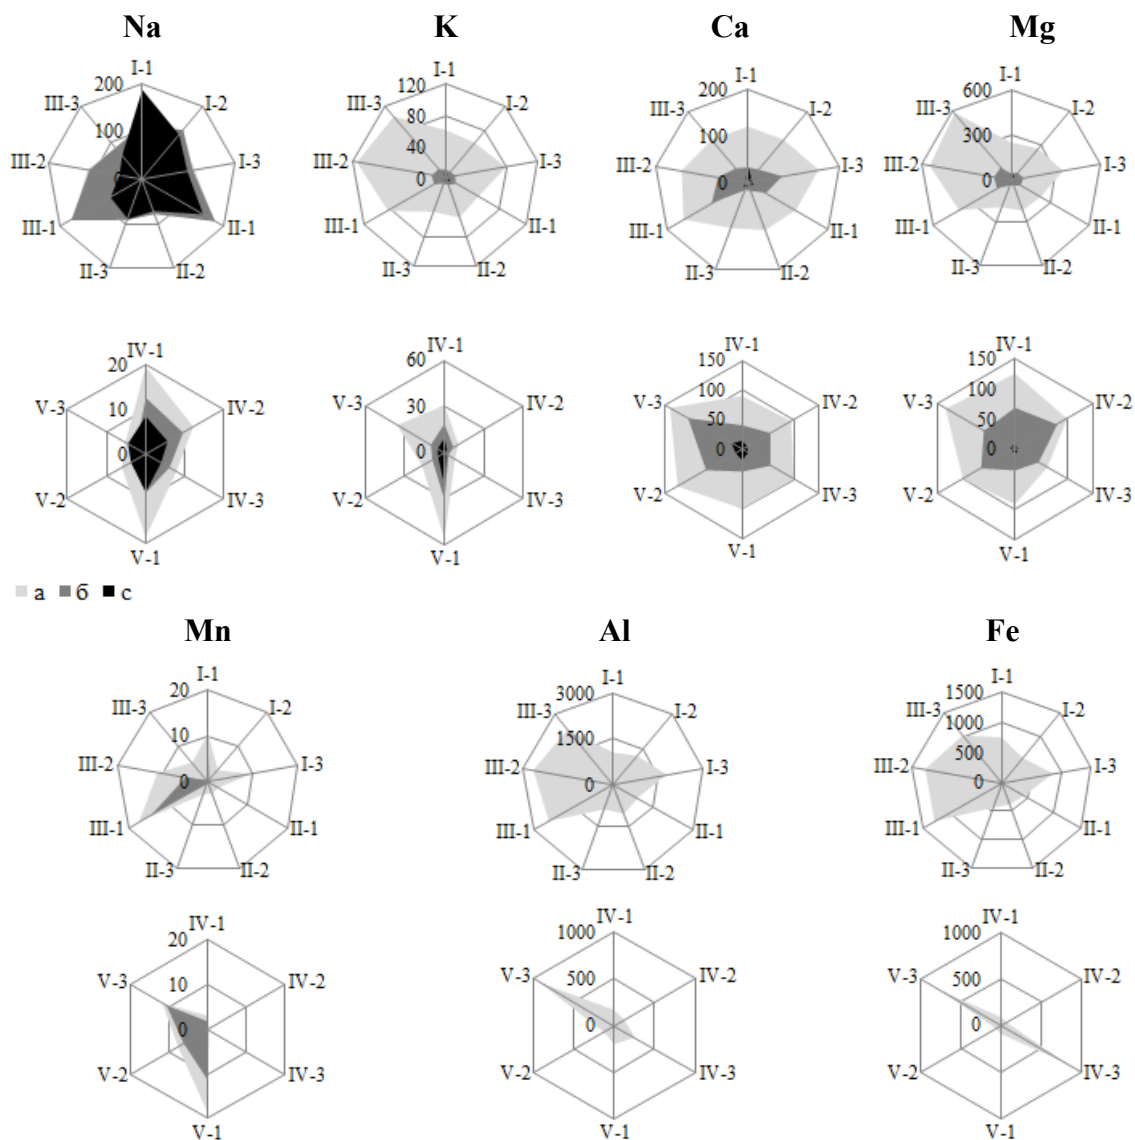 Na K Ca Mg
I-1 I-1 I-1 I-1
200 120 200 600
III-3 I-2 III-3 I-2 III-3 I-2 III-3 I-2
100 80 100 300
40
III-2 I-3 III-2 I-3 III-2 I-3 III-2 I-3
0 0 0 0
III-1 II-1 III-1 II-1 III-1 II-1 III-1 II-1
II-3 II-2 II-3 II-2 II-3 II-2 II-3 II-2
IV-1 IV-1 IV-1 IV-1
20 60 150 150
V-3 10 IV-2 V-3 30 IV-2 V-3 100 IV-2 V-3 100 IV-2
50 50
0 0 0 0
V-2 IV-3 V-2 IV-3 V-2 IV-3 V-2 IV-3
V-1 V-1 V-1 V-1
а б с
Mn Al Fe
I-1 I-1 I-1
20 3000 1500
III-3 I-2 III-3 I-2 III-3 I-2
10 1500 1000
500
III-2 I-3 III-2 I-3 III-2 I-3
0 0 0
III-1 II-1 III-1 II-1 III-1 II-1
II-3 II-2 II-3 II-2 II-3 II-2
IV-1 IV-1 IV-1
20 1000 1000
V-3 10 IV-2 V-3 500 IV-2 V-3 500 IV-2
0 0 0
V-2 IV-3 V-2 IV-3 V-2 IV-3
V-1 V-1 V-1